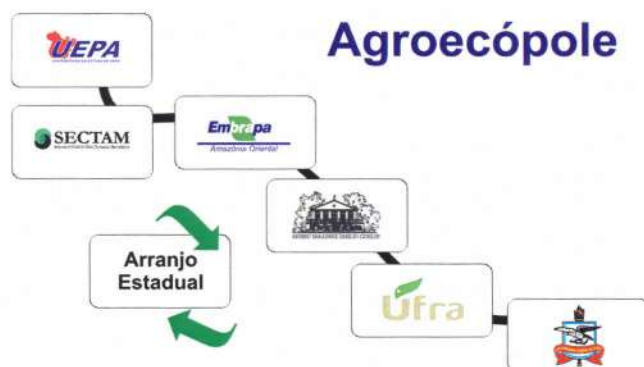 Agroecópole
UEPA
SECTAM
Embrapa
Amazônia Oriental
Arranjo
Estadual
Ufra